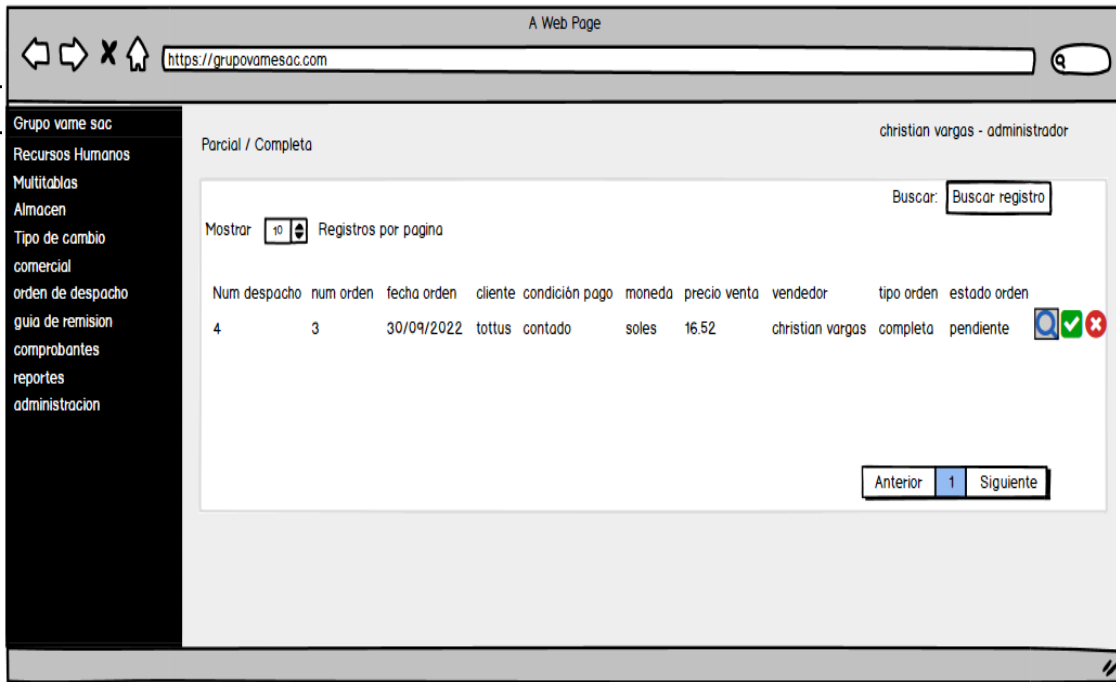 A Web Page
https://grupovamesac.com
Grupo vame sac
Recursos Humanos
Multitablas
Almacen
Tipo de cambio
comercial
orden de despacho
guia de remision
comprobantes
reportes
administracion
christian vargas - administrador
Parcial / Completa
Buscar: Buscar registro
Mostrar 10 Registros por pagina
Num despacho num orden fecha orden cliente condición pago moneda precio venta vendedor tipo orden estado orden
4 3 30/09/2022 tottus contado soles 16.52 christian vargas completa pendiente
Anterior 1 Siguiente